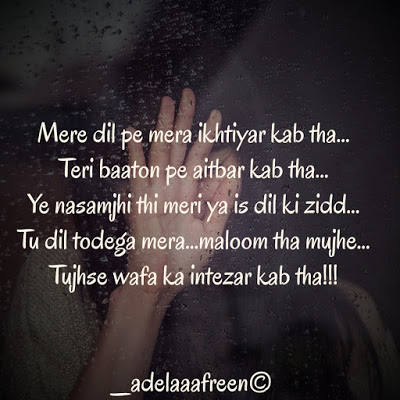 Mere dil pe mera ikhtiyar kab tha...
Teri baaton pe aitbar kab tha...
Ye nasamjhi thi meri ya is dil ki zidd...
Tu dil todega mera...maloom tha mujhe...
Tujhse wafa ka intezar kab tha!!!
_adelaaafreen©